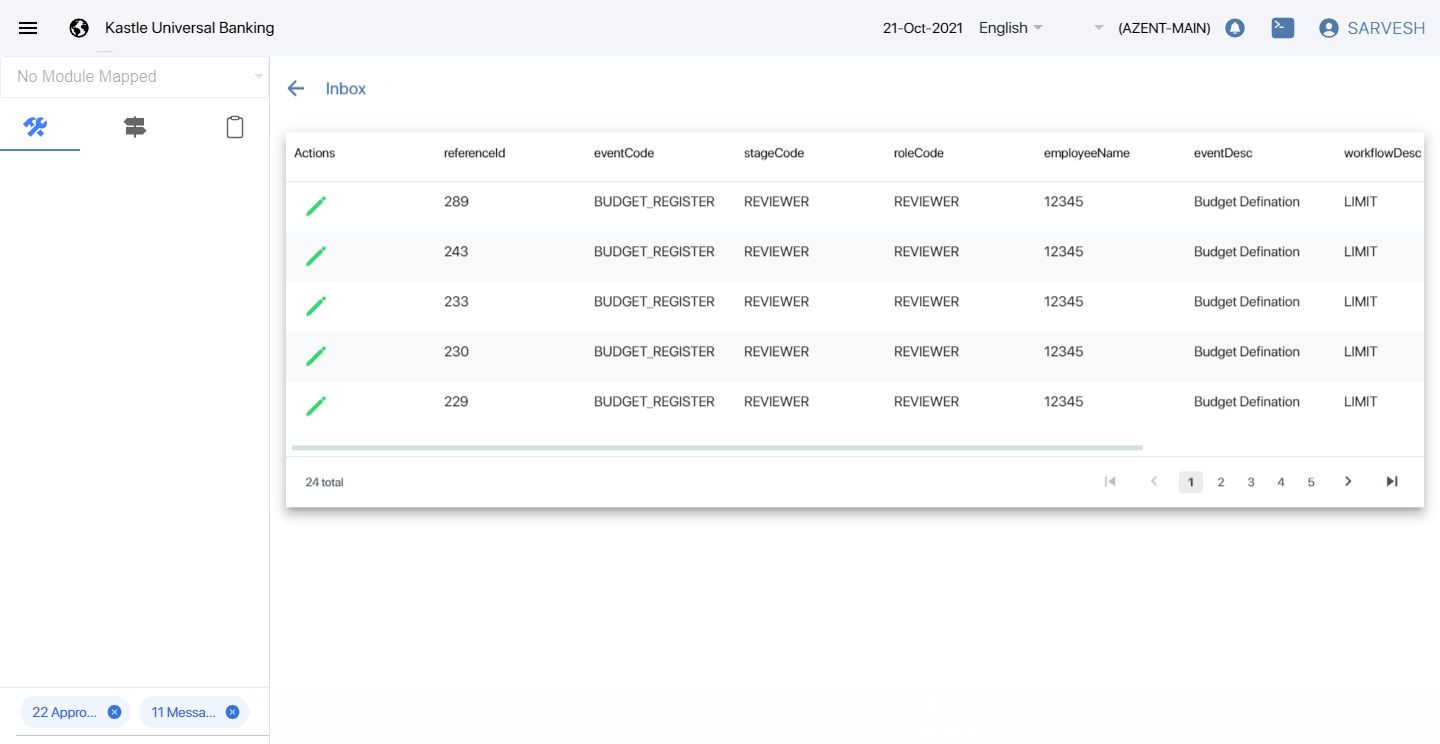 Kastle Universal Banking 21-Oct-2021 English (AZENT-MAIN) SARVESH
No Module Mapped
Inbox
Actions referenceId eventCode stageCode roleCode employeeName eventDesc workflowDesc
289 BUDGET_REGISTER REVIEWER REVIEWER 12345 Budget Defination LIMIT
243 BUDGET_REGISTER REVIEWER REVIEWER 12345 Budget Defination LIMIT
233 BUDGET_REGISTER REVIEWER REVIEWER 12345 Budget Defination LIMIT
230 BUDGET_REGISTER REVIEWER REVIEWER 12345 Budget Defination LIMIT
229 BUDGET_REGISTER REVIEWER REVIEWER 12345 Budget Defination LIMIT
24 total 1 2 3 4 5
22 Appro... 11 Messa...